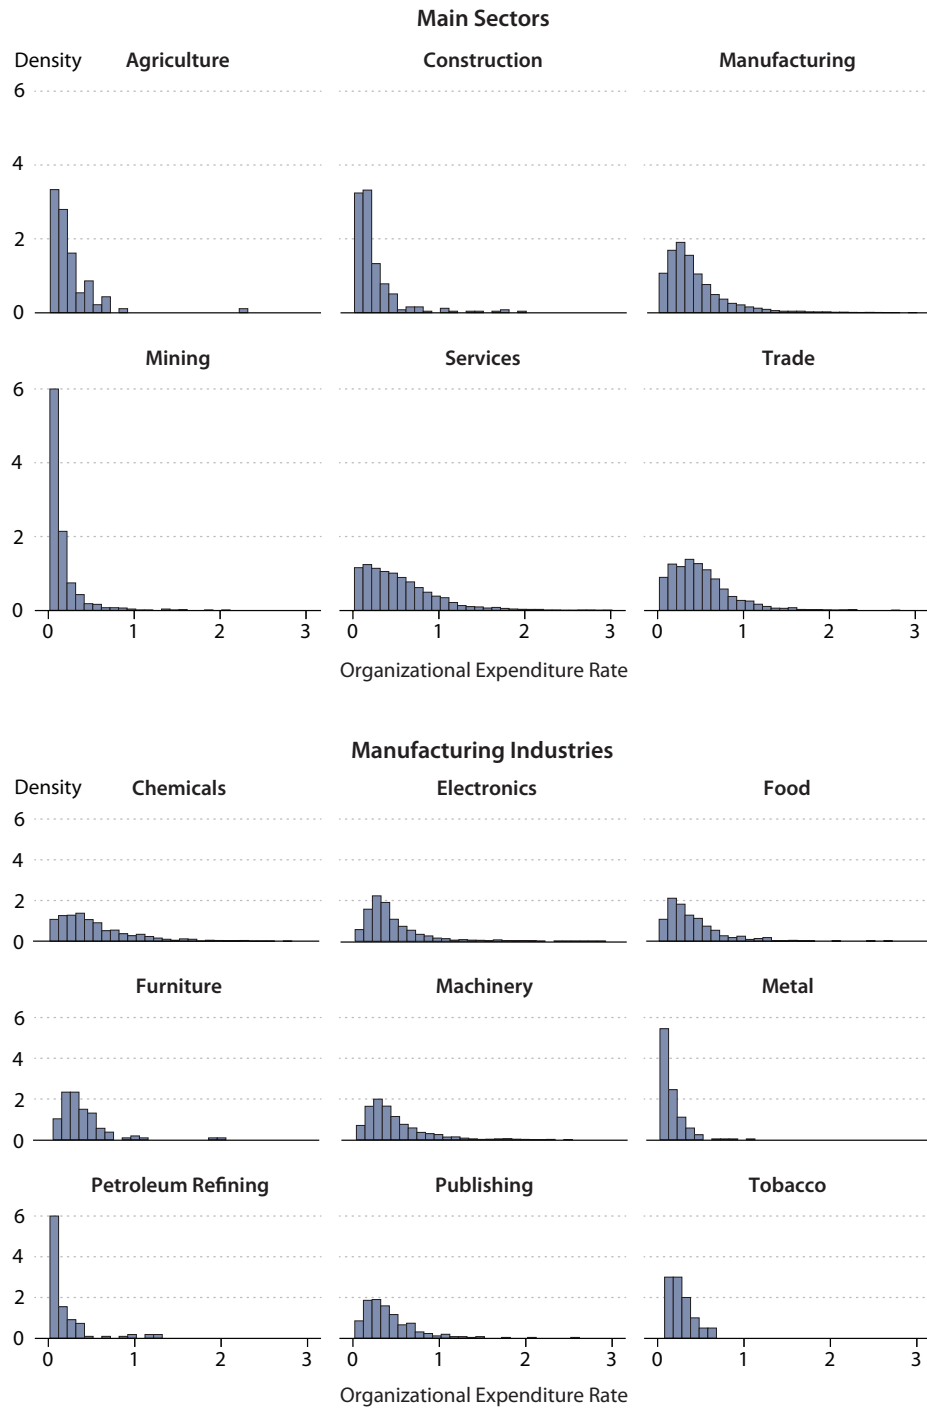 Main Sectors
Density Agriculture Construction Manufacturing
6
4
2
0
Mining Services Trade
6
4
2
0
0 1 2 3 0 1 2 3 0 1 2 3
Organizational Expenditure Rate
Manufacturing Industries
Density Chemicals Electronics Food
6
4
2
0
Furniture Machinery Metal
6
4
2
0
Petroleum Refining Publishing Tobacco
6
4
2
0
0 1 2 3 0 1 2 3 0 1 2 3
Organizational Expenditure Rate